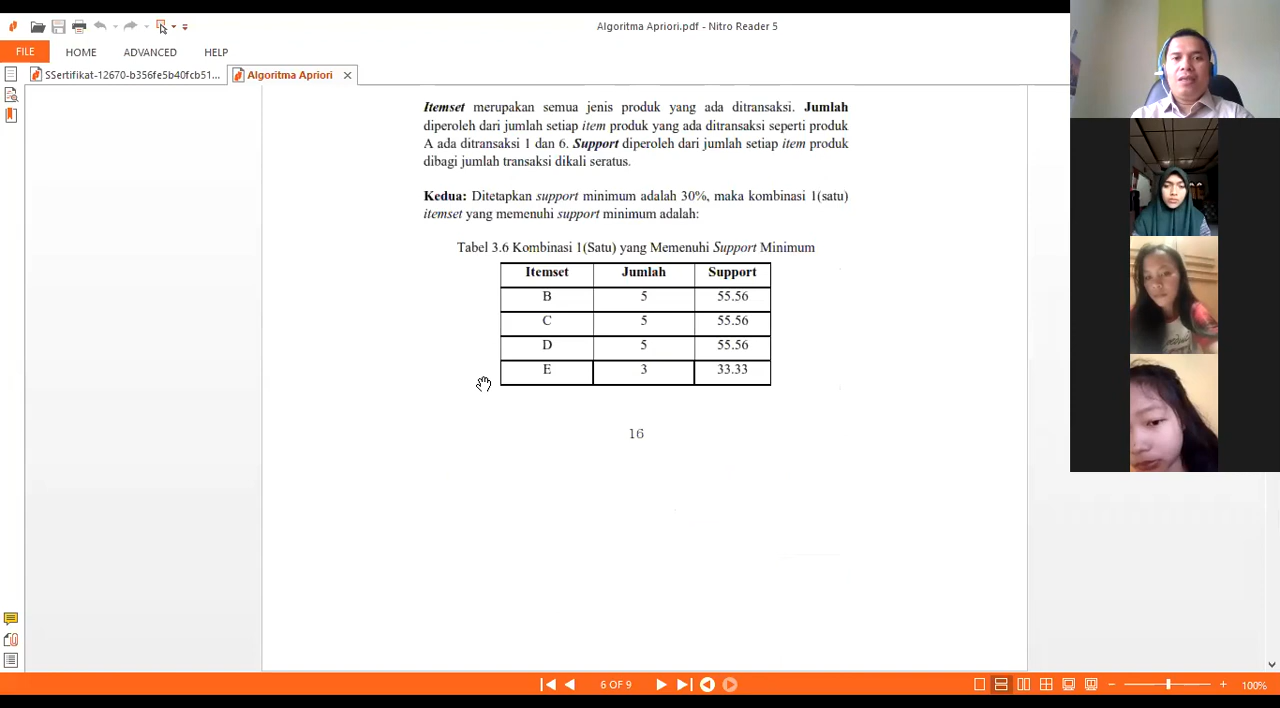 Algoritma Apriori.pdf - Nitro Reader 5
FILE HOME ADVANCED HELP
SSertifikat-12670-b356fe5b40fcb51... Algoritma Apriori
Itemset merupakan semua jenis produk yang ada ditransaksi. Jumlah
diperoleh dari jumlah setiap item produk yang ada ditransaksi seperti produk
A ada ditransaksi 1 dan 6. Support diperoleh dari jumlah setiap item produk
dibagi jumlah transaksi dikali seratus.
Kedua: Ditetapkan support minimum adalah 30%, maka kombinasi 1(satu)
itemset yang memenuhi support minimum adalah:
Tabel 3.6 Kombinasi 1(Satu) yang Memenuhi Support Minimum
Itemset Jumlah Support
B 5 55.56
C 5 55.56
D 5 55.56
E 3 33.33
16
6 OF 9
100%